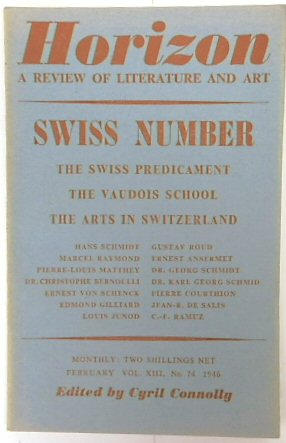 Horizon
A REVIEW OF LITERATURE AND ART
SWISS NUMBER
THE SWISS PREDICAMENT
THE VAUDOIS SCHOOL
THE ARTS IN SWITZERLAND
HANS SCHMIDT GUSTAV ROUD
MARCEL RAYMOND ERNEST ANSERMET
PIERRE-LOUIS MATTHEY DR. GEORG SCHMIDT
DR. CHRISTOPHE BERNOULLI DR. KARL GEORG SCHMID
ERNEST VON SCHENCK PIERRE COURTHION
EDMOND GILLIARD JEAN-R. DE SALIS
LOUIS JUNOD C.-F. RAMUZ
MONTHLY: TWO SHILLINGS NET
FEBRUARY VOL. XIII, No. 74 1946
Edited by Cyril Connolly